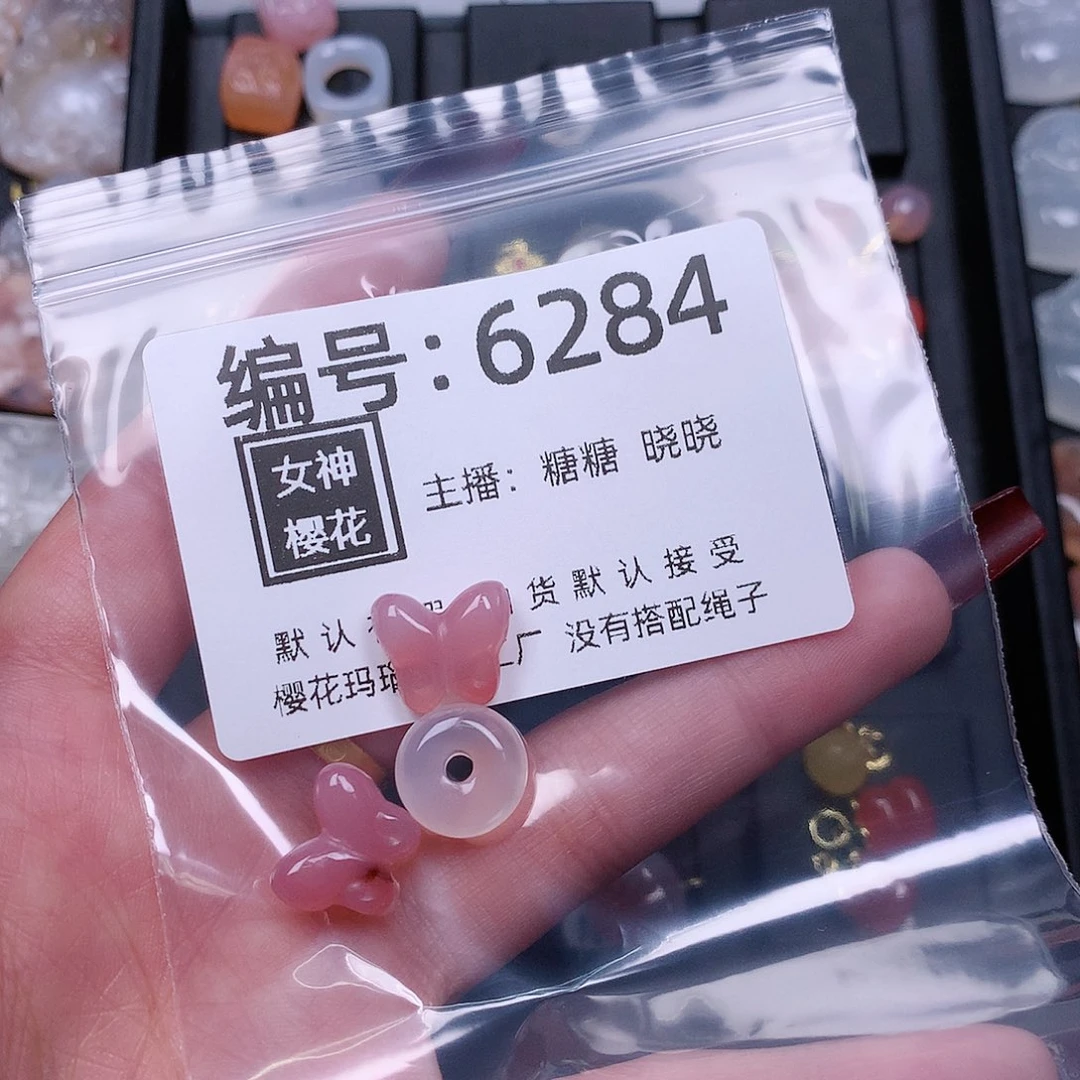 编号:6284
女神
樱花
主播: 糖糖 晓晓
默认 货默认接受
樱花玛瑙 厂 没有搭配绳子